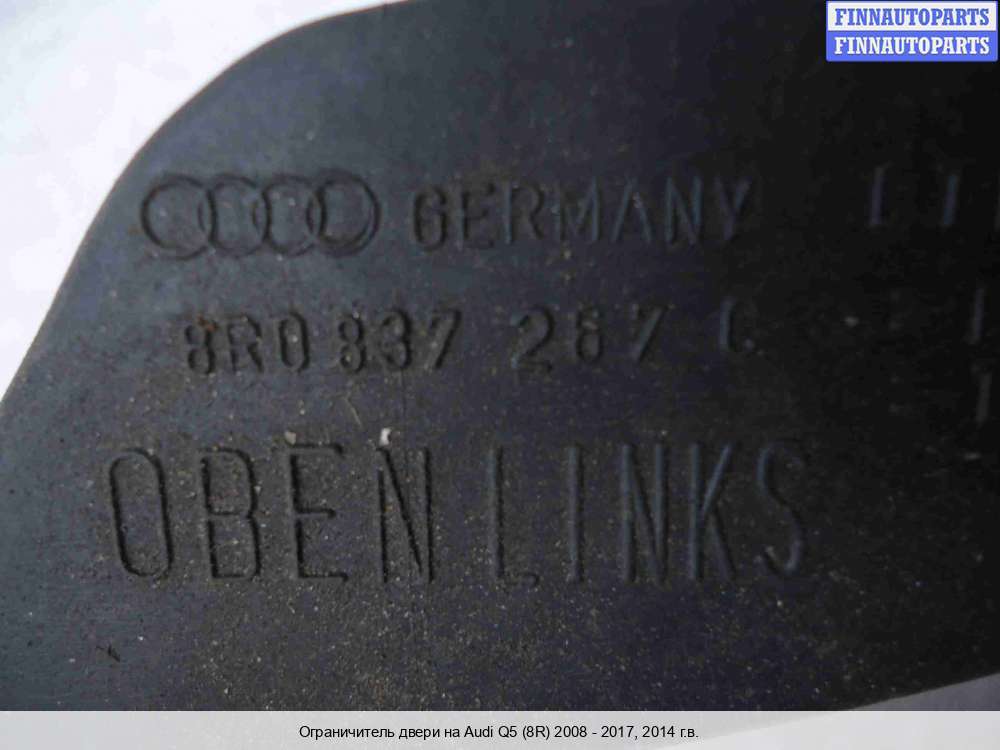 FINNAUTOPARTS
FINNAUTOPARTS
GERMANY
8R0 837 267 C
OBEN LINKS
Ограничитель двери на Audi Q5 (8R) 2008 - 2017, 2014 г.в.